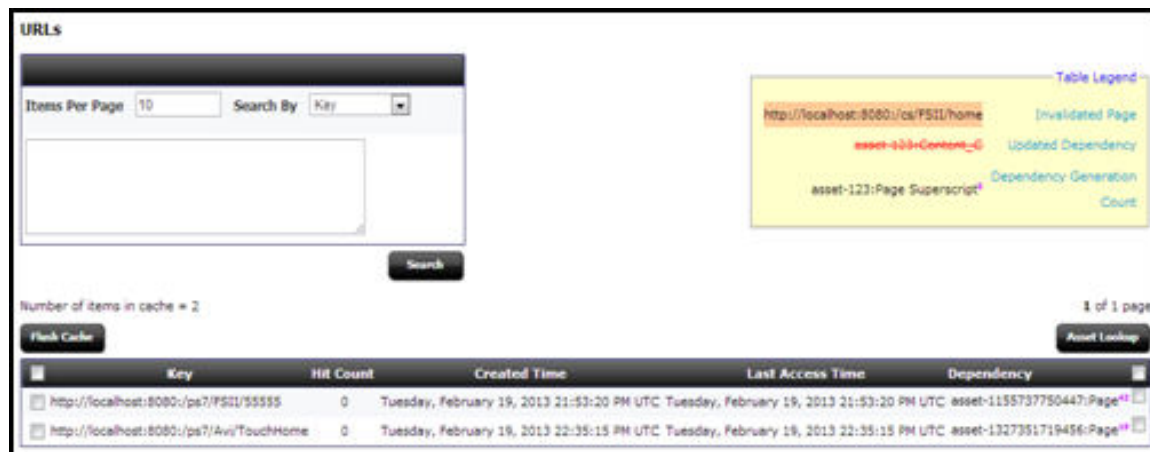 URLs
Items Per Page 10 Search By Key
Search
Table Legend
http://localhost:8080:/cs/FSII/home Invalidated Page
asset-123:Content_C Updated Dependency
asset-123:Page Superscript Dependency Generation Count
Number of items in cache = 2
1 of 1 page
Flush Cache
Asset Lookup
Key Hit Count Created Time Last Access Time Dependency
http://localhost:8080:/ps7/FSII/55555 0 Tuesday, February 19, 2013 21:53:20 PM UTC Tuesday, February 19, 2013 21:53:20 PM UTC asset-1155737750447:Page
http://localhost:8080:/ps7/Avi/TouchHome 0 Tuesday, February 19, 2013 22:35:15 PM UTC Tuesday, February 19, 2013 22:35:15 PM UTC asset-1327351719456:Page